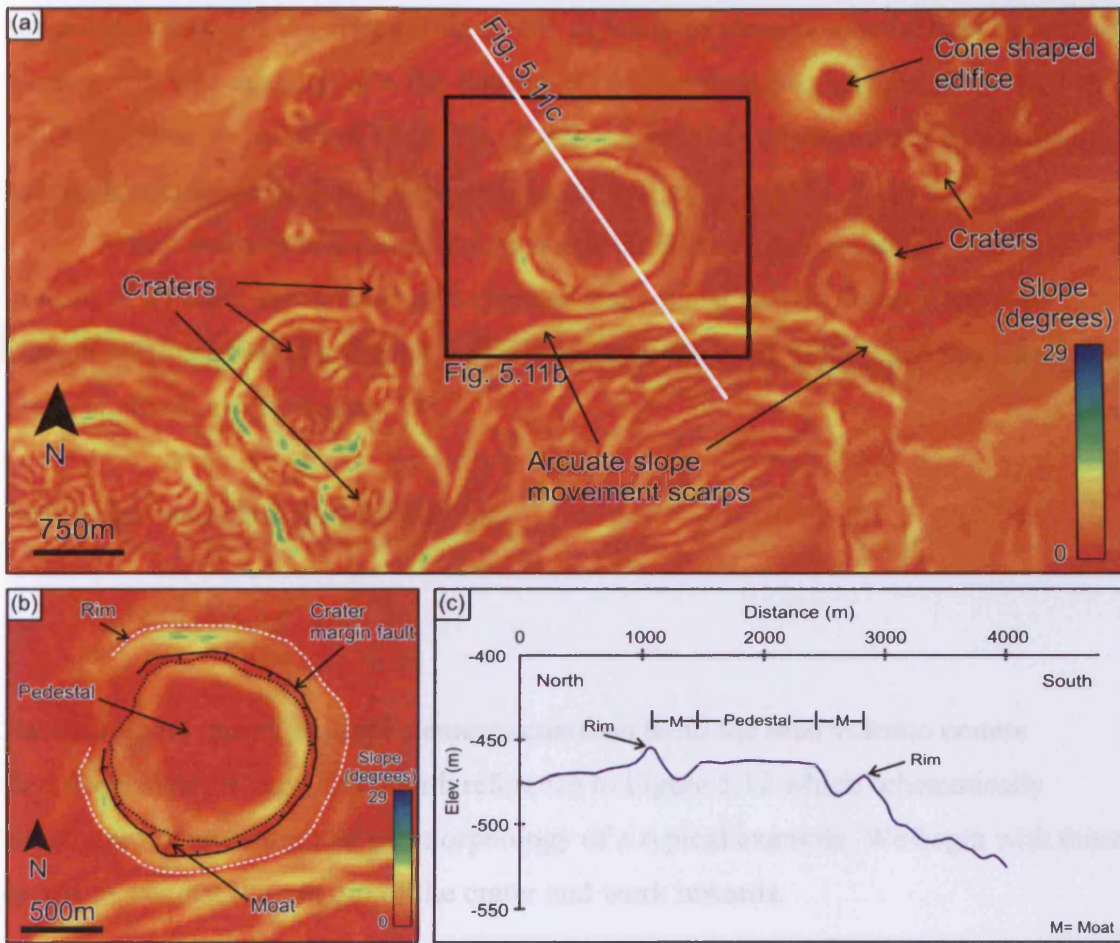 (a)
Fig. 5.11c
Cone shaped
edifice
Craters
Craters
Slope
(degrees)
29
0
Fig. 5.11b
Arcuate slope
movement scarps
N
750m
(b)
Rim
Crater
margin fault
Pedestal
Slope
(degrees)
29
0
N
500m
Moat
(c)
Distance (m)
0 1000 2000 3000 4000
-400
North South
Rim M Pedestal M
-450
Rim
Elev. (m)
-500
-550
M= Moat